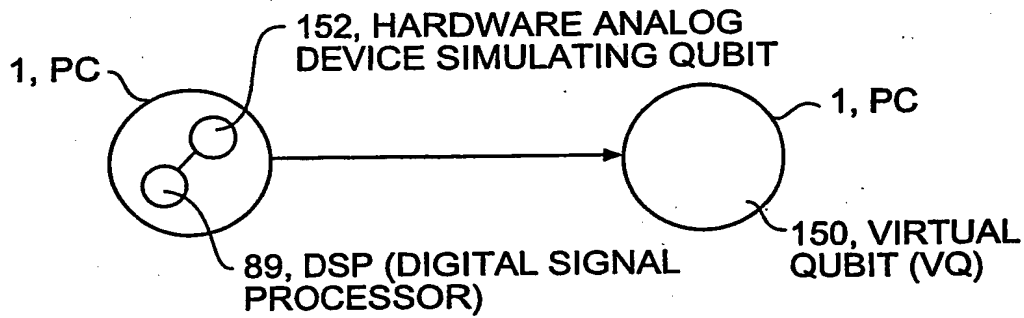 152, HARDWARE ANALOG
DEVICE SIMULATING QUBIT
1, PC
1, PC
150, VIRTUAL
QUBIT (VQ)
89, DSP (DIGITAL SIGNAL
PROCESSOR)